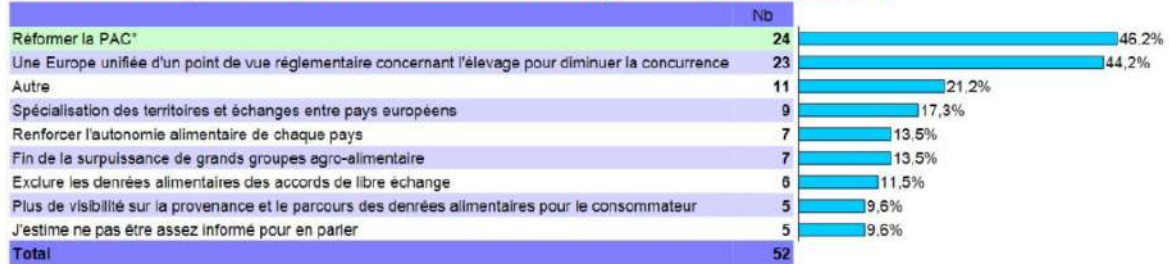 Nb
Réformer la PAC* 24 46,2%
Une Europe unifiée d'un point de vue réglementaire concernant l'élevage pour diminuer la concurrence 23 44,2%
Autre 11 21,2%
Spécialisation des territoires et échanges entre pays européens 9 17,3%
Renforcer l'autonomie alimentaire de chaque pays 7 13,5%
Fin de la surpuissance de grands groupes agro-alimentaire 7 13,5%
Exclure les denrées alimentaires des accords de libre échange 6 11,5%
Plus de visibilité sur la provenance et le parcours des denrées alimentaires pour le consommateur 5 9,6%
J'estime ne pas être assez informé pour en parler 5 9,6%
Total 52